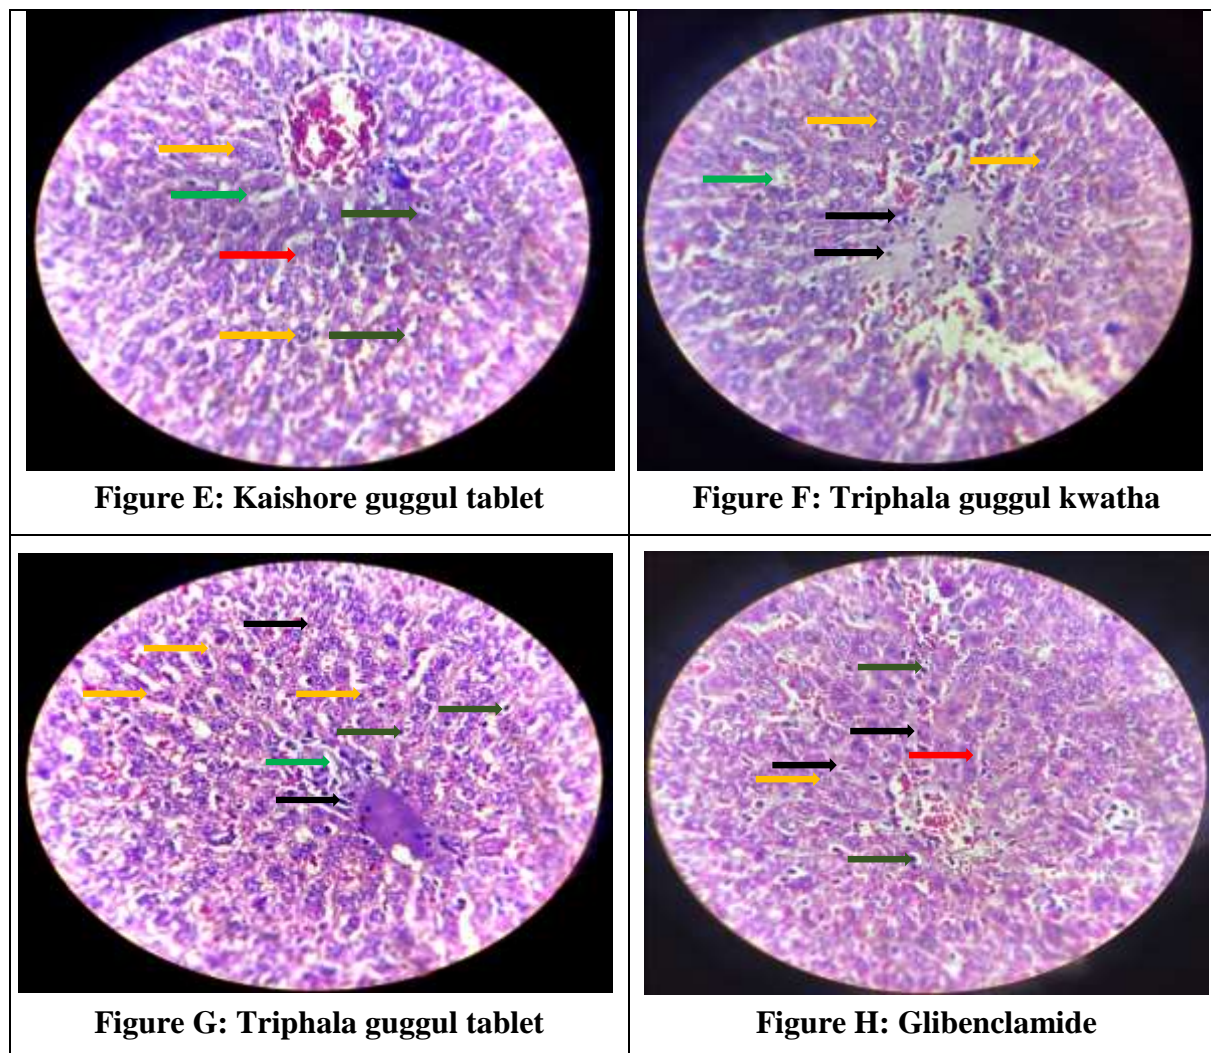 Figure E: Kaishore guggul tablet
Figure F: Triphala guggul kwatha
Figure G: Triphala guggul tablet
Figure H: Glibenclamide